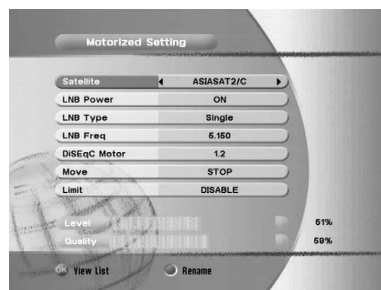 Motorized Setting
Satellite ASIASAT2/C
LNB Power ON
LNB Type Single
LNB Freq 5.150
DiSEqC Motor 1.2
Move STOP
Limit DISABLE
Level 51%
Quality 59%
OK View List Rename